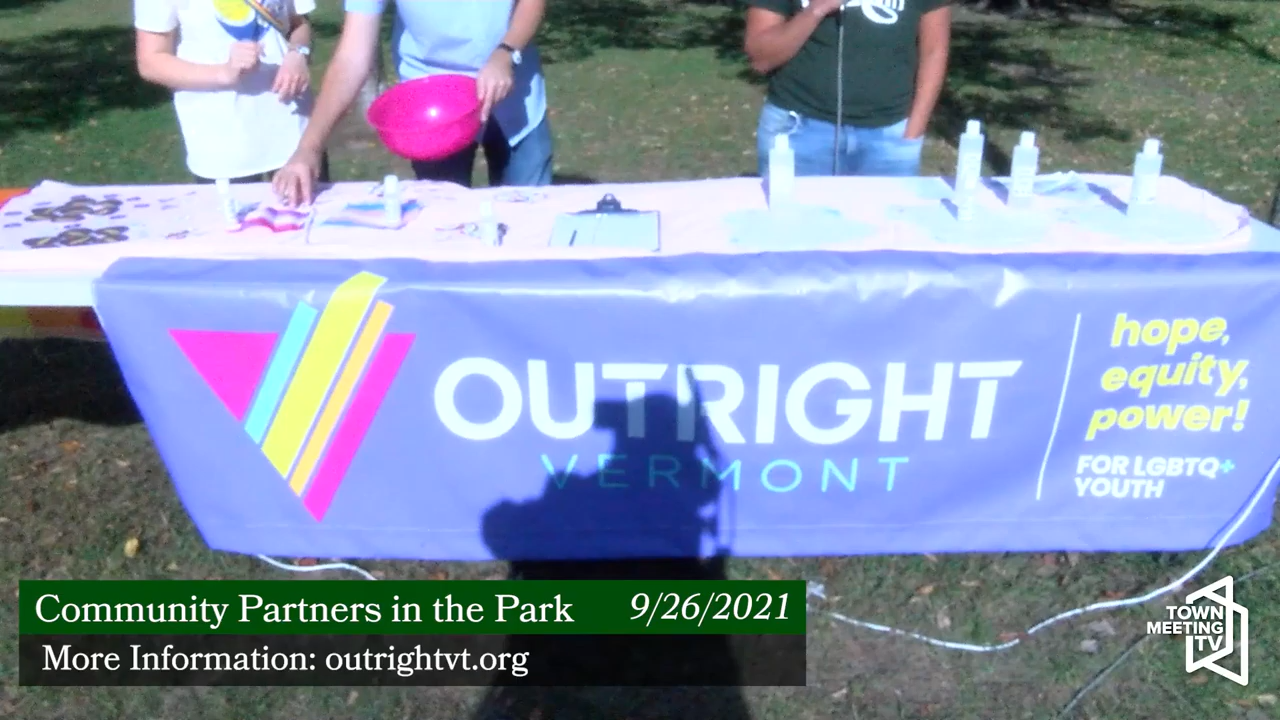 OUTRIGHT
VERMONT
hope,
equity,
power!
FOR LGBTQ+
YOUTH
Community Partners in the Park 9/26/2021
More Information: outrightvt.org
TOWN
MEETING
TV